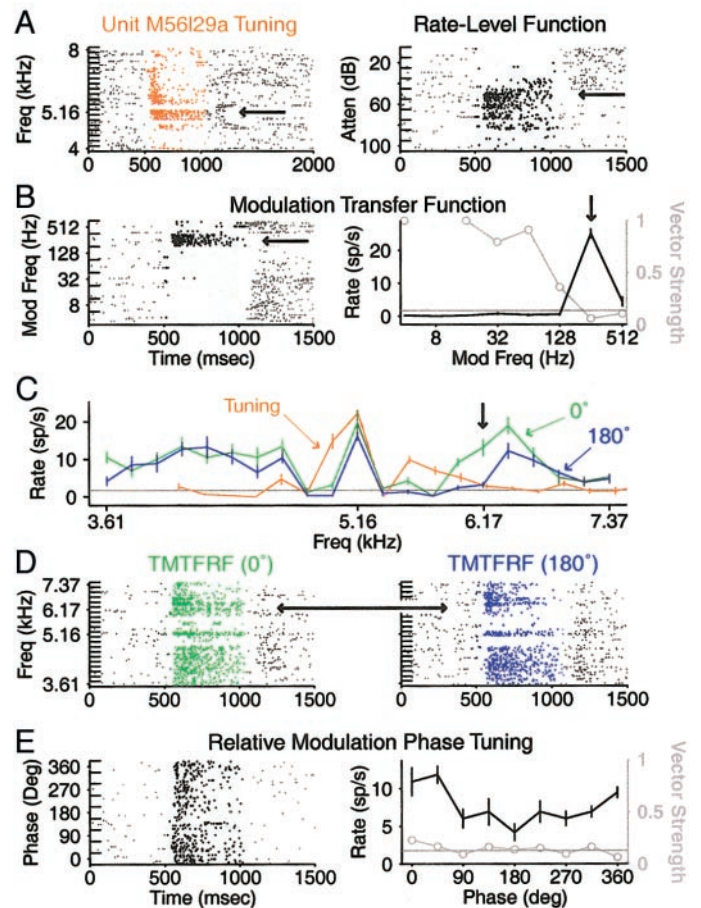 A
Unit M56l29a Tuning
Rate-Level Function
Freq (kHz)
8
5.16
4
0 500 1000 2000
Atten (dB)
20
60
100
0 500 1000 1500
B
Modulation Transfer Function
Mod Freq (Hz)
512
128
32
8
0 500 1000 1500
Time (msec)
Rate (sp/s)
20
10
0
8 32 128 512
Mod Freq (Hz)
1
0.5
0
Vector Strength
C
Tuning
0°
180°
Rate (sp/s)
20
10
0
3.61 5.16 6.17 7.37
Freq (kHz)
D
TMTFRF (0°)
TMTFRF (180°)
Freq (kHz)
7.37
6.17
5.16
3.61
0 500 1000 1500
0 500 1000 1500
E
Relative Modulation Phase Tuning
Phase (Deg)
360
270
180
90
0
0 500 1000 1500
Time (msec)
Rate (sp/s)
10
5
0
0 90 180 270 360
Phase (deg)
1
0.5
0
Vector Strength